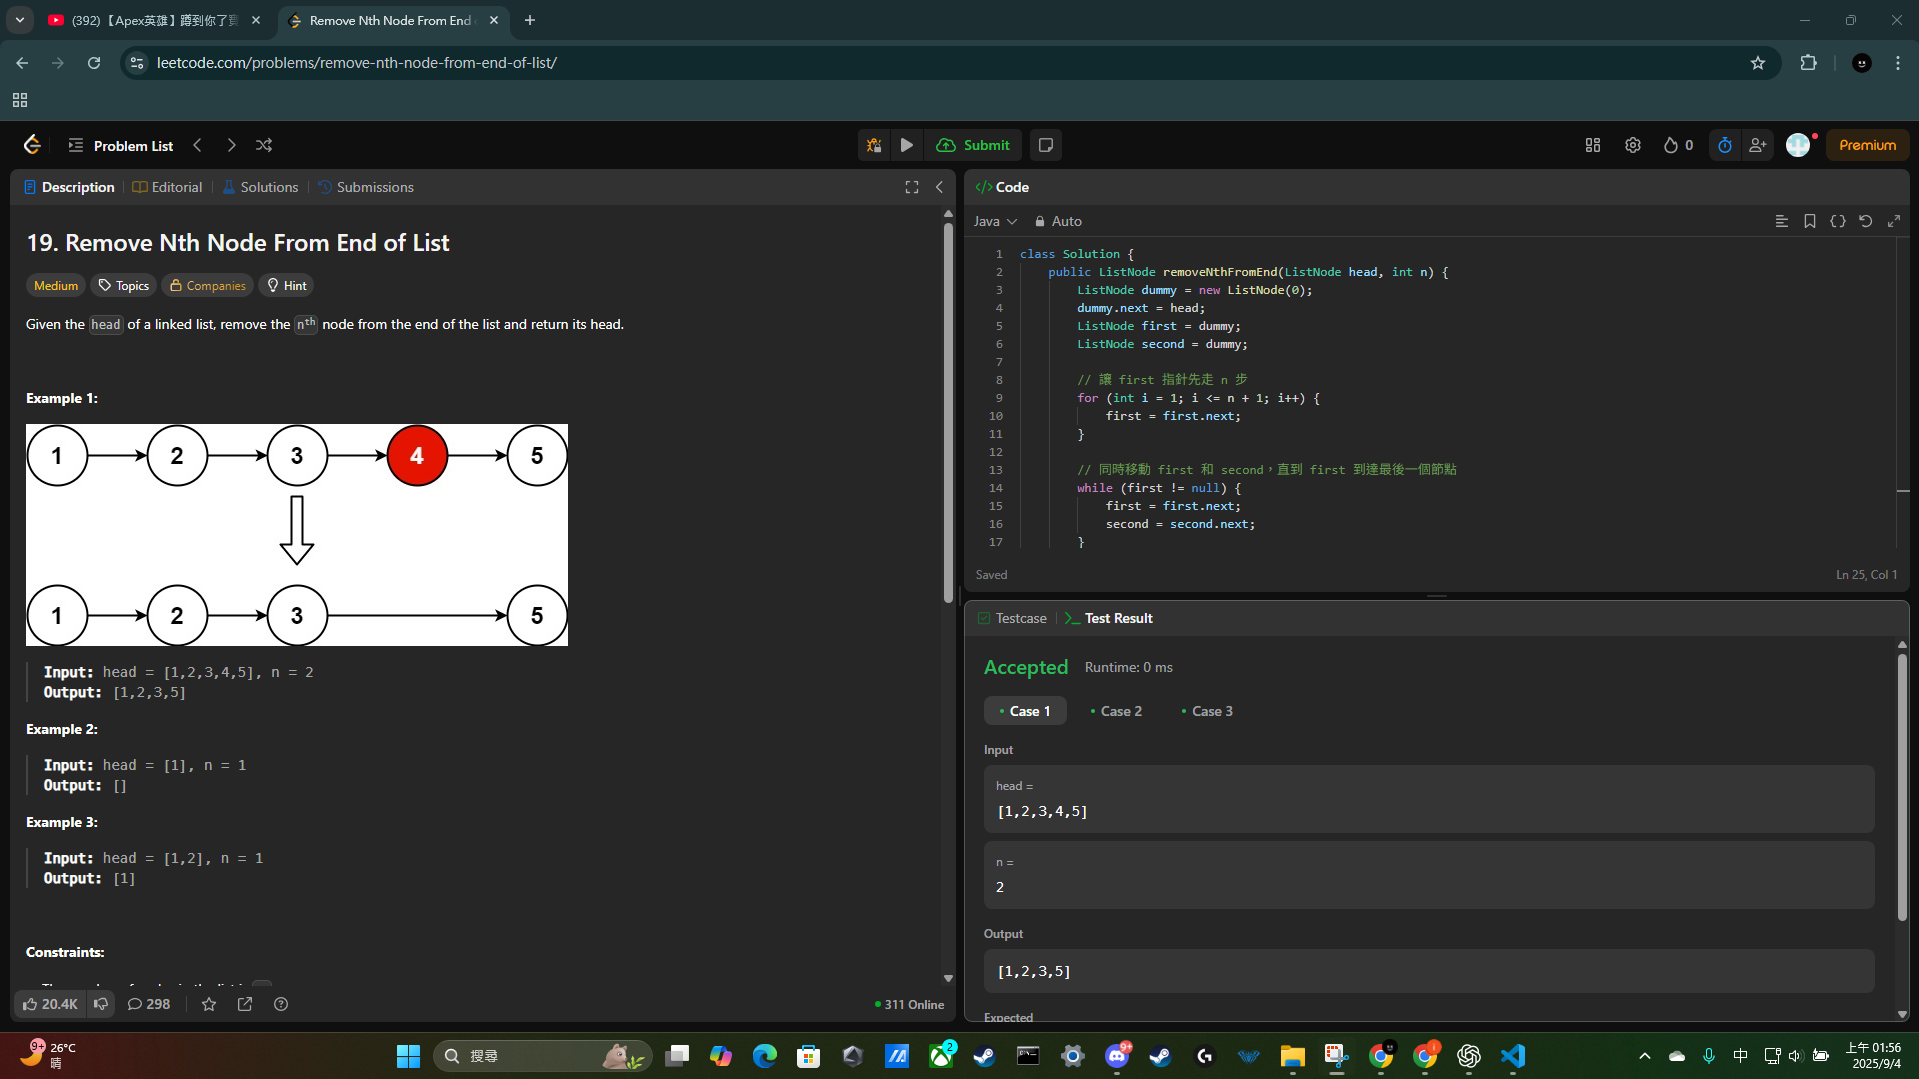 (392)【Apex英雄】蹲到你了
Remove Nth Node From End
leetcode.com/problems/remove-nth-node-from-end-of-list/
Problem List
Submit
0
Premium
Description
Editorial
Solutions
Submissions
19. Remove Nth Node From End of List
Medium
Topics
Companies
Hint
Given the head of a linked list, remove the nth node from the end of the list and return its head.
Example 1:
1 2 3 4 5
1 2 3 5
Input: head = [1,2,3,4,5], n = 2
Output: [1,2,3,5]
Example 2:
Input: head = [1], n = 1
Output: []
Example 3:
Input: head = [1,2], n = 1
Output: [1]
Constraints:
20.4K
298
311 Online
Code
Java
Auto
1 class Solution {
2 public ListNode removeNthFromEnd(ListNode head, int n) {
3 ListNode dummy = new ListNode(0);
4 dummy.next = head;
5 ListNode first = dummy;
6 ListNode second = dummy;
7
8 // 讓 first 指針先走 n 步
9 for (int i = 1; i <= n + 1; i++) {
10 first = first.next;
11 }
12
13 // 同時移動 first 和 second，直到 first 到達最後一個節點
14 while (first != null) {
15 first = first.next;
16 second = second.next;
17 }
Saved
Ln 25, Col 1
Testcase
Test Result
Accepted
Runtime: 0 ms
Case 1
Case 2
Case 3
Input
head =
[1,2,3,4,5]
n =
2
Output
[1,2,3,5]
Expected
9+
26°C
晴
搜尋
2
9+
中
上午 01:56
2025/9/4